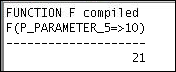 FUNCTION F compiled
F(P_PARAMETER_5=>10)
--------------------
                  21